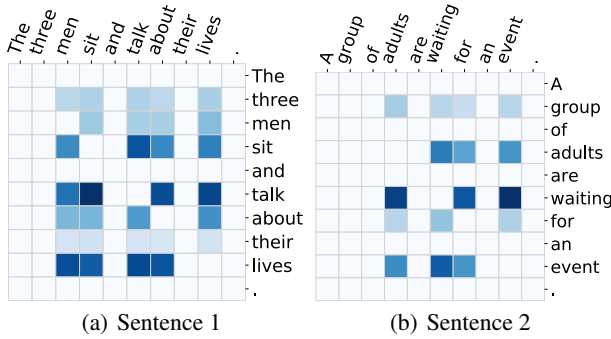 The three men sit and talk about their lives .
The
three
men
sit
and
talk
about
their
lives
.
(a) Sentence 1
A group of adults are waiting for an event .
A
group
of
adults
are
waiting
for
an
event
.
(b) Sentence 2